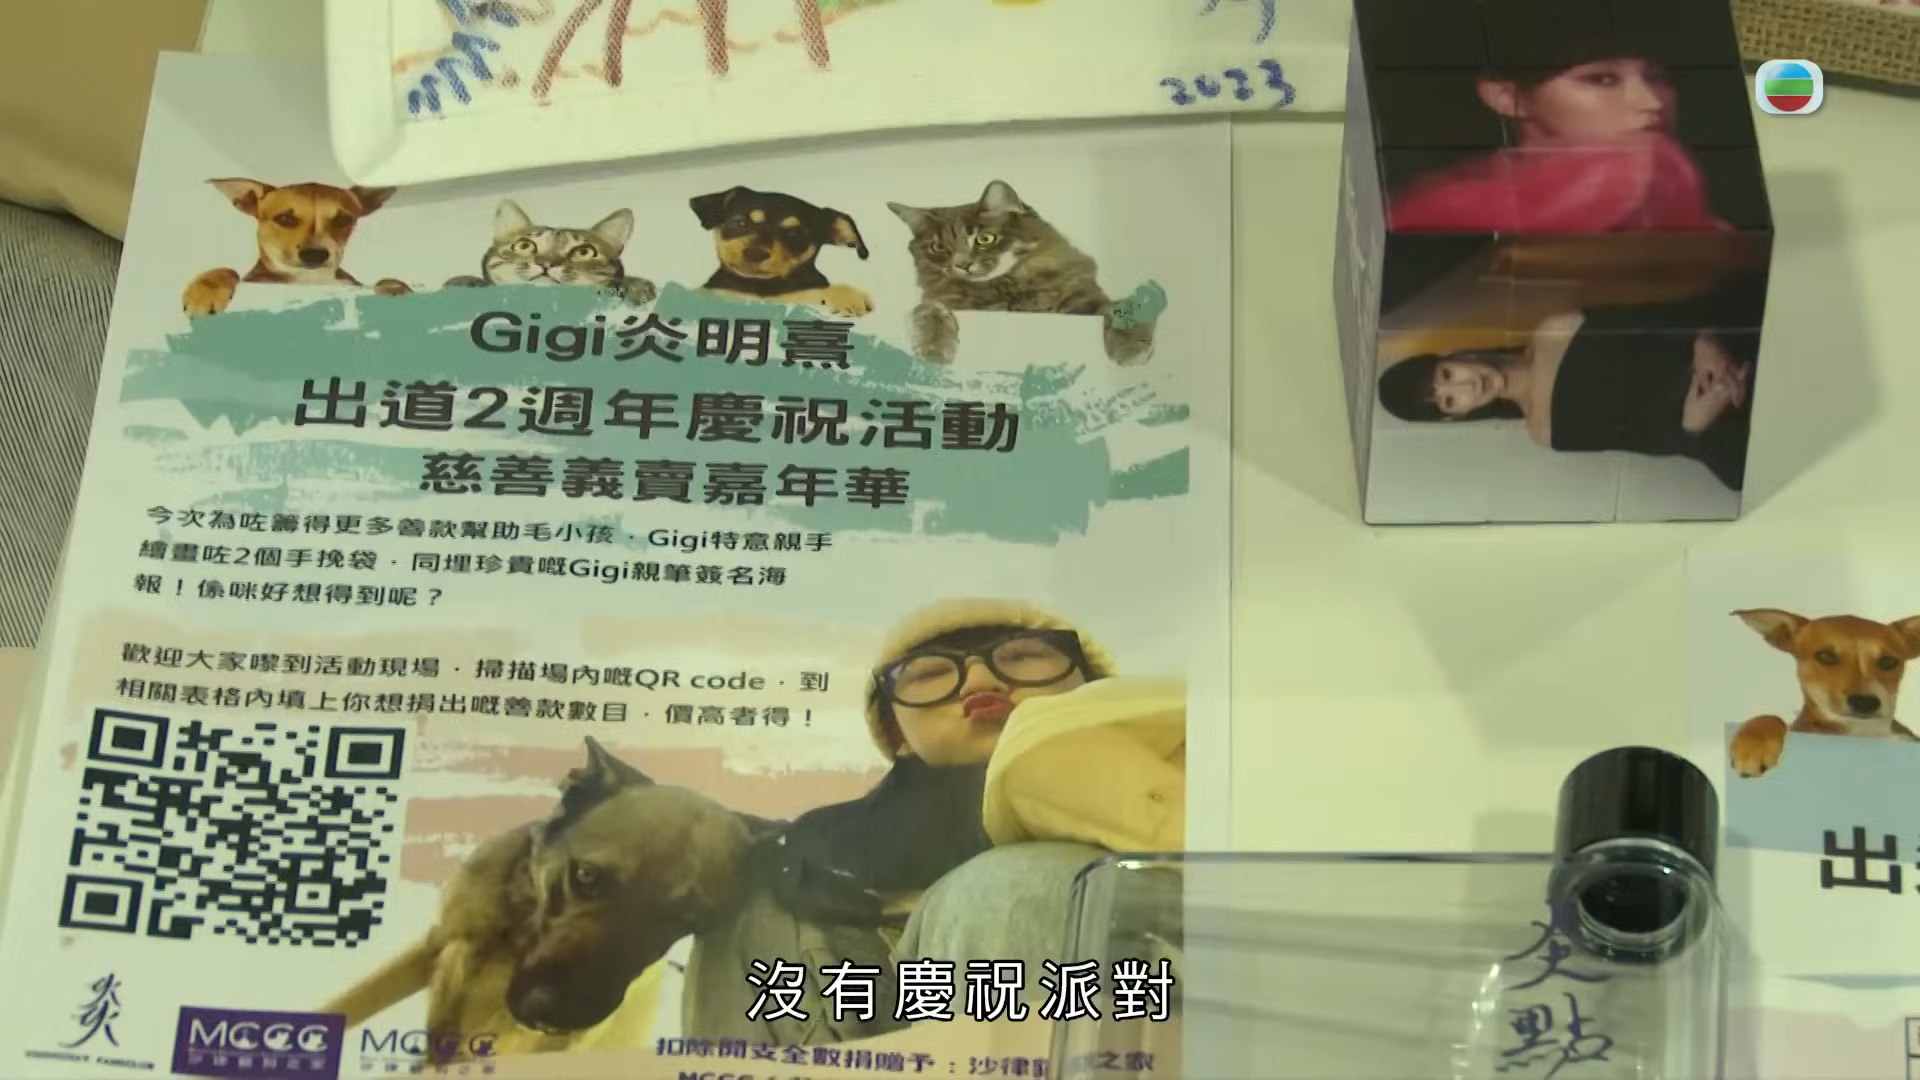 2023
Gigi炎明熹
出道2週年慶祝活動
慈善義賣嘉年華
今次為咗籌得更多善款幫助毛小孩，Gigi特意親手
繪畫咗2個手挽袋，同埋珍貴嘅Gigi親筆簽名海
報！係咪好想得到呢？
歡迎大家嚟到活動現場，掃描場內嘅QR code，到
相關表格內填上你想捐出嘅善款數目，價高者得！
出
炎
點
炎
MCCC
MCCC
扣除開支全數捐贈予：沙律
之家
沒有慶祝派對